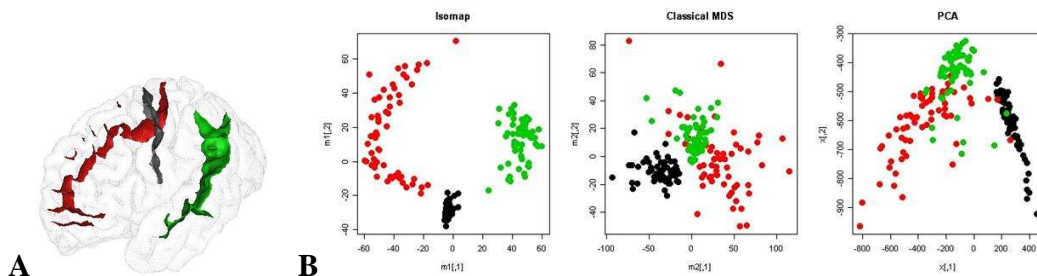 A
B
Isomap
m1[,2]
60
40
20
0
-20
-40
-60 -40 -20 0 20 40 60
m1[,1]
Classical MDS
m2[,2]
80
60
40
20
0
-20
-40
-100 -50 0 50 100
m2[,1]
PCA
x[,2]
-300
-400
-500
-600
-700
-800
-900
-800 -600 -400 -200 0 200 400
x[,1]